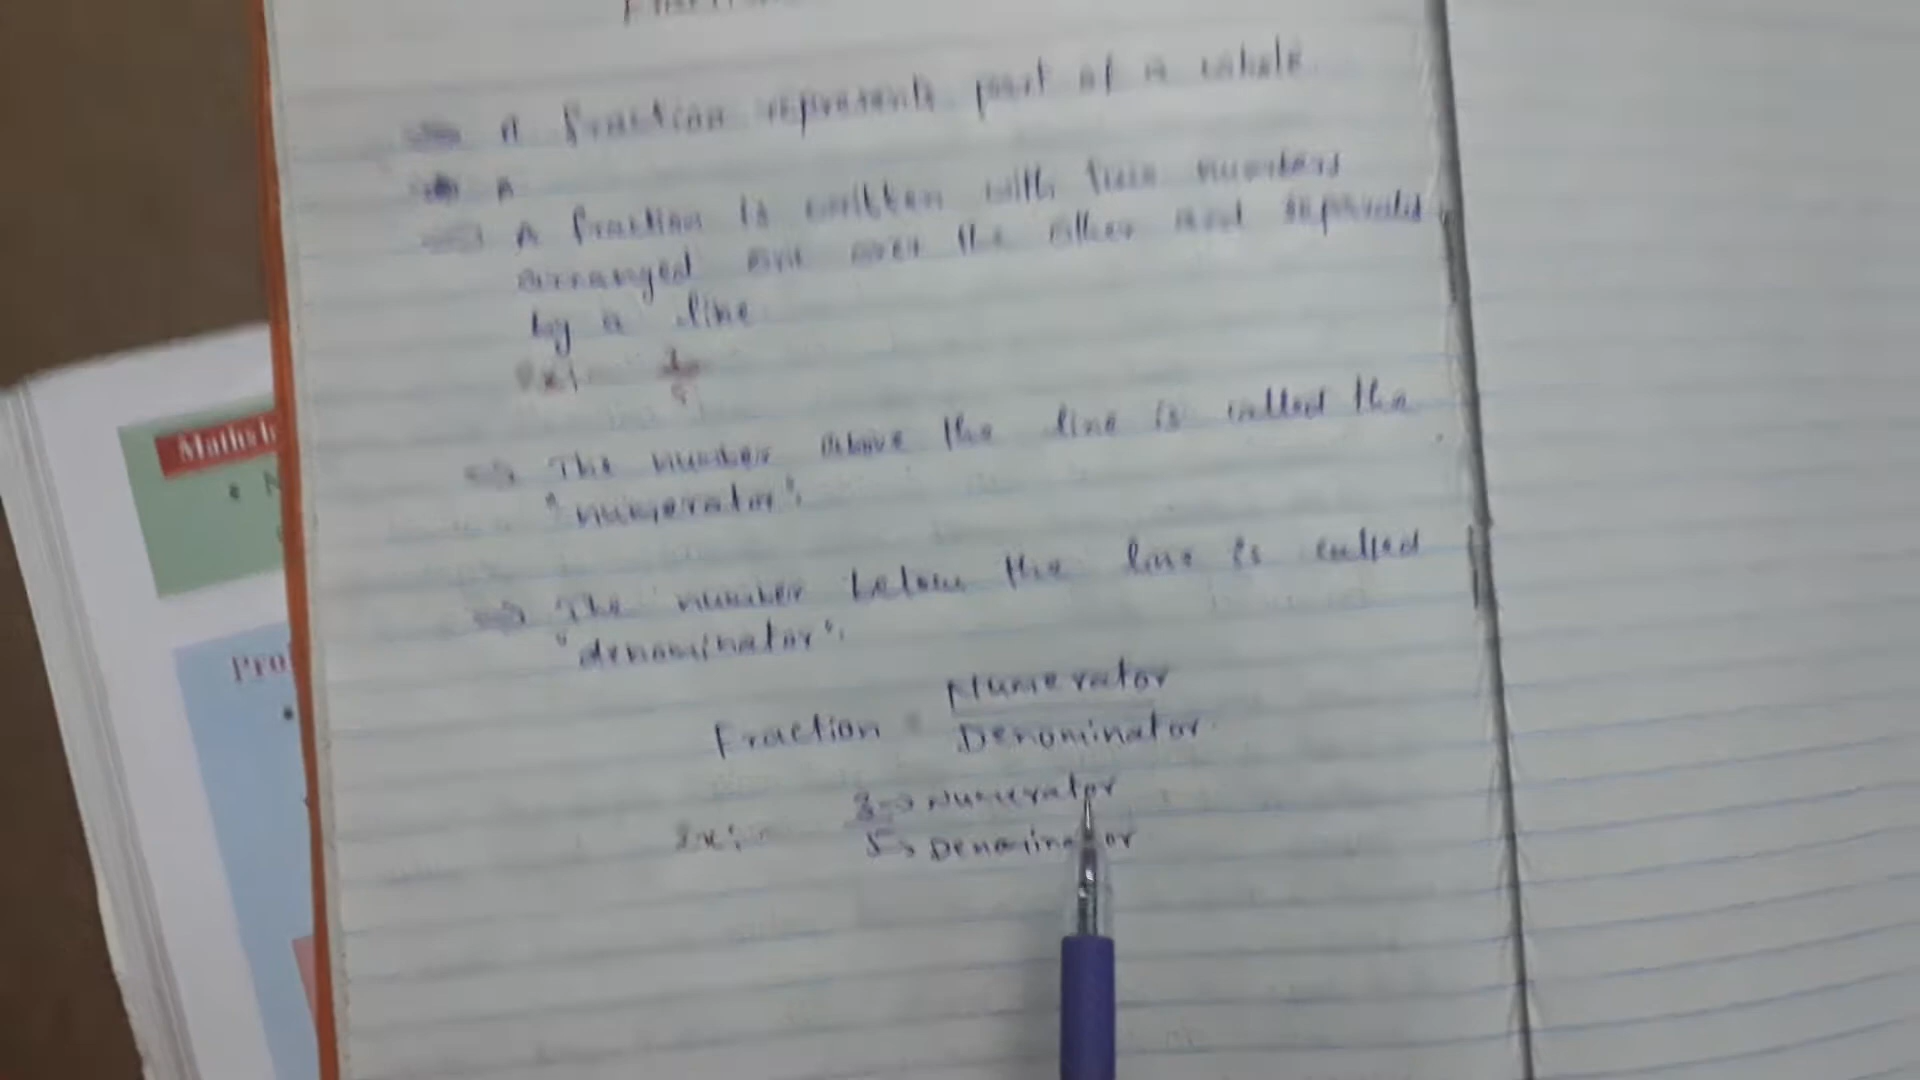 ⇒ A fraction represents part of a whole
A
⇒ A fraction is written with two numbers
arranged one over the other and separated
by a line
Ex:-
⇒ The number above the line is called the
"numerator".
⇒ The number below the line is called
"denominator".
Fraction = Numerator
Denominator
Ex:- 3 → Numerator
5 → Denominator
Maths